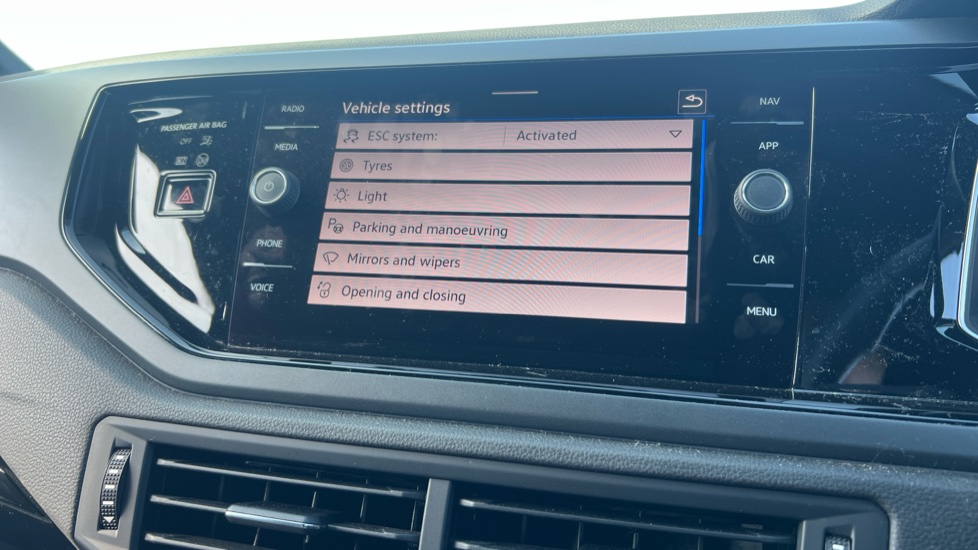 PASSENGER AIR BAG
OFF
RADIO
MEDIA
PHONE
VOICE
Vehicle settings
ESC system: Activated
Tyres
Light
Parking and manoeuvring
Mirrors and wipers
Opening and closing
NAV
APP
CAR
MENU